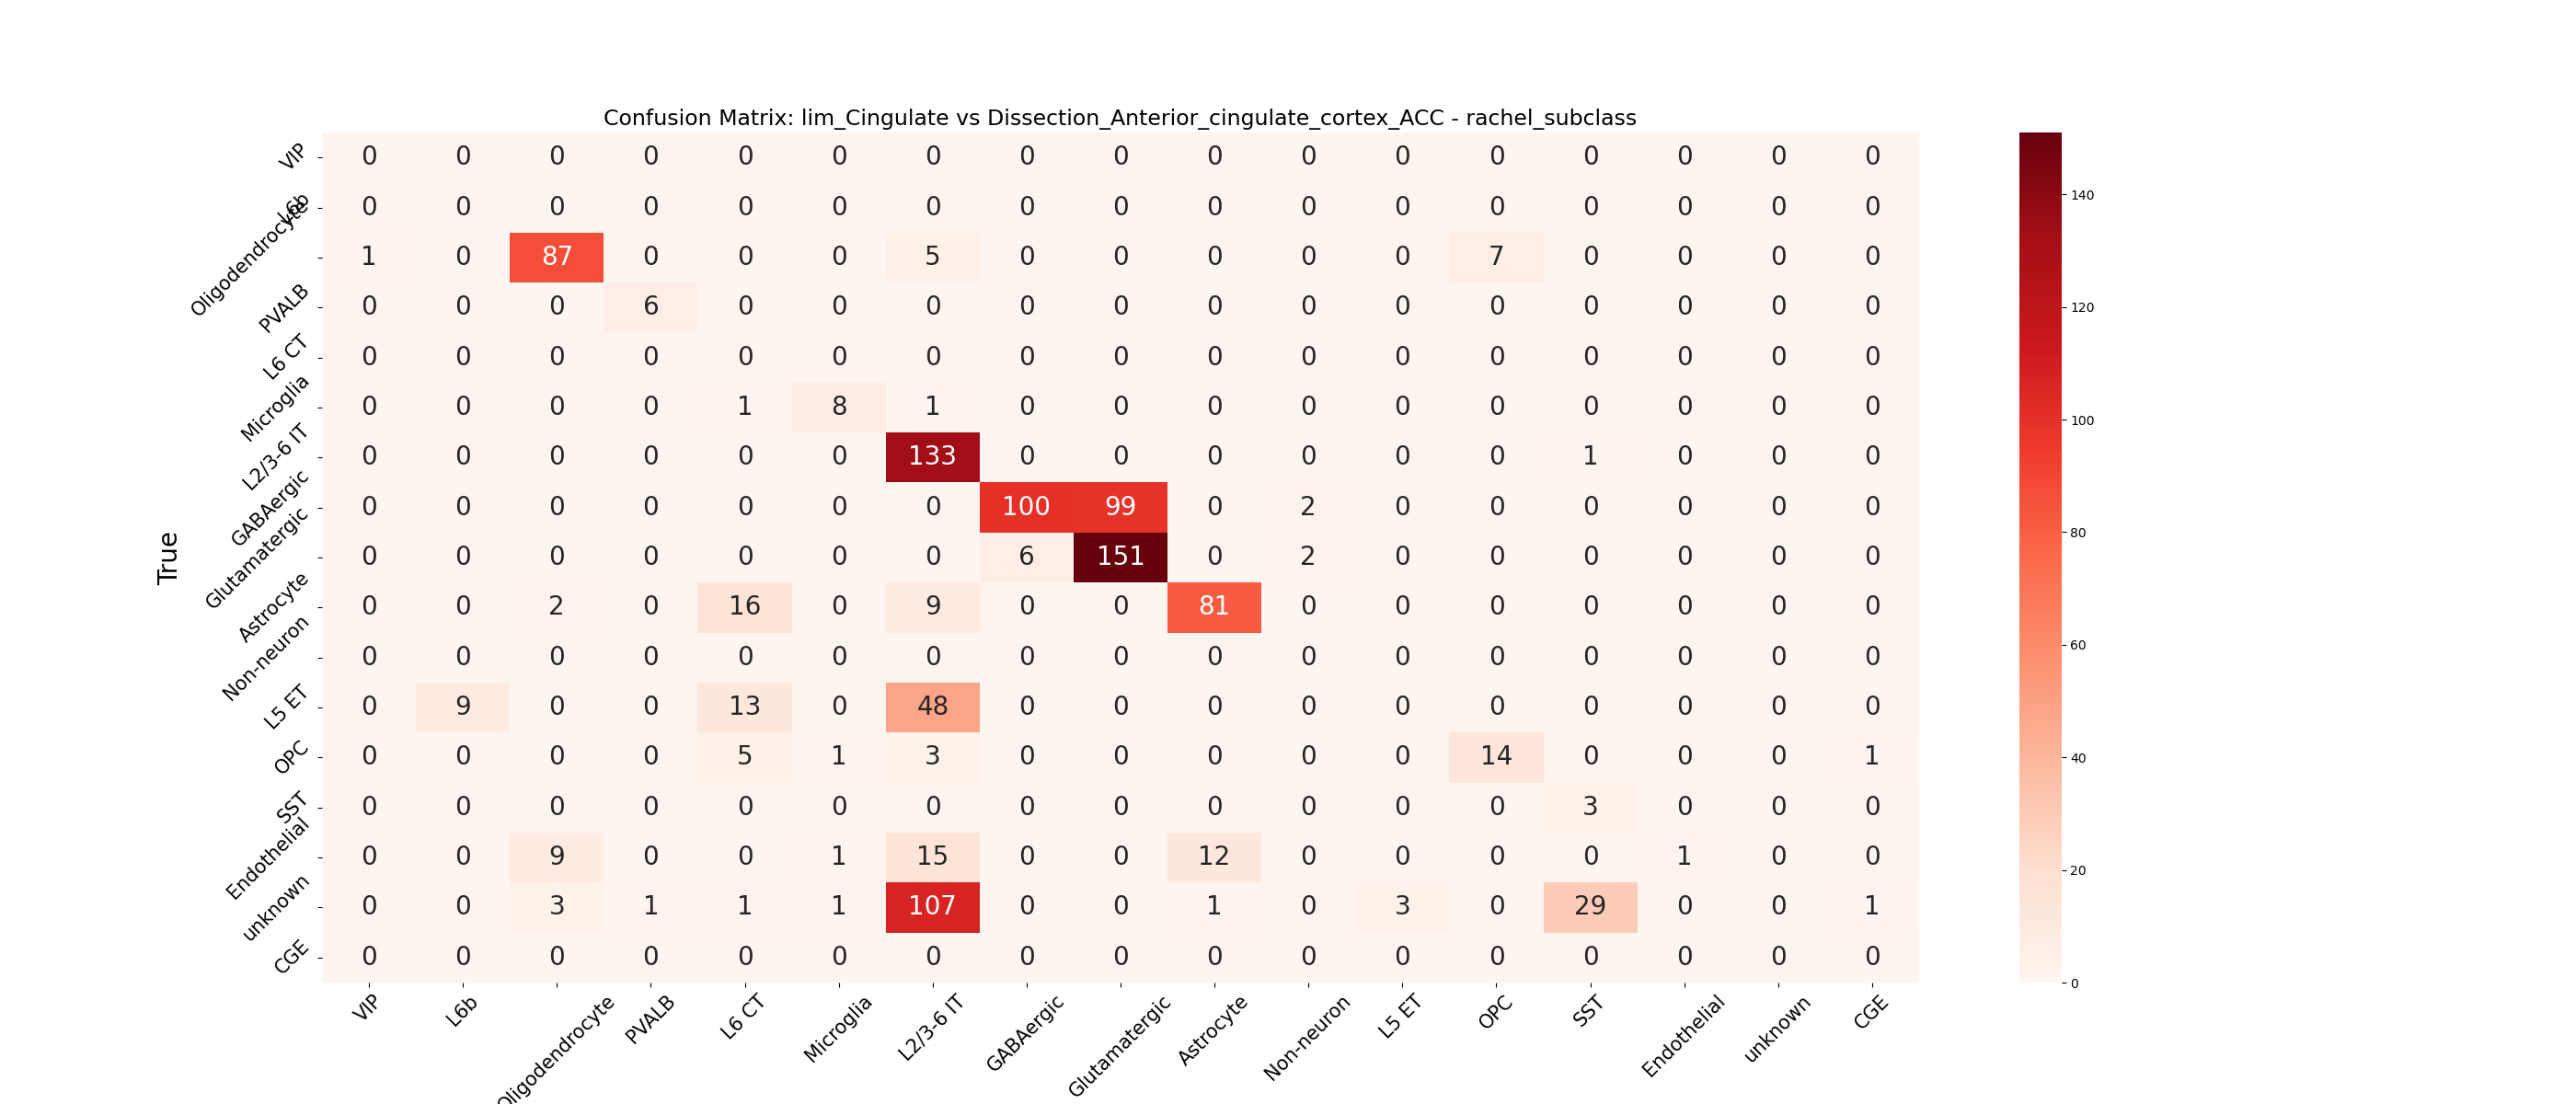 Confusion Matrix: lim_Cingulate vs Dissection_Anterior_cingulate_cortex_ACC - rachel_subclass
VIP 0 0 0 0 0 0 0 0 0 0 0 0 0 0 0 0 0
L6b 0 0 0 0 0 0 0 0 0 0 0 0 0 0 0 0 0
Oligodendrocyte 1 0 87 0 0 0 5 0 0 0 0 0 7 0 0 0 0
PVALB 0 0 0 6 0 0 0 0 0 0 0 0 0 0 0 0 0
L6 CT 0 0 0 0 0 0 0 0 0 0 0 0 0 0 0 0 0
Microglia 0 0 0 0 1 8 1 0 0 0 0 0 0 0 0 0 0
L2/3-6 IT 0 0 0 0 0 0 133 0 0 0 0 0 0 1 0 0 0
GABAergic 0 0 0 0 0 0 0 100 99 0 2 0 0 0 0 0 0
Glutamatergic 0 0 0 0 0 0 0 6 151 0 2 0 0 0 0 0 0
Astrocyte 0 0 2 0 16 0 9 0 0 81 0 0 0 0 0 0 0
Non-neuron 0 0 0 0 0 0 0 0 0 0 0 0 0 0 0 0 0
L5 ET 0 9 0 0 13 0 48 0 0 0 0 0 0 0 0 0 0
OPC 0 0 0 0 5 1 3 0 0 0 0 0 14 0 0 0 1
SST 0 0 0 0 0 0 0 0 0 0 0 0 0 3 0 0 0
Endothelial 0 0 9 0 0 1 15 0 0 12 0 0 0 0 1 0 0
unknown 0 0 3 1 1 1 107 0 0 1 0 3 0 29 0 0 1
CGE 0 0 0 0 0 0 0 0 0 0 0 0 0 0 0 0 0
True
VIP L6b Oligodendrocyte PVALB L6 CT Microglia L2/3-6 IT GABAergic Glutamatergic Astrocyte Non-neuron L5 ET OPC SST Endothelial unknown CGE
140
120
100
80
60
40
20
0